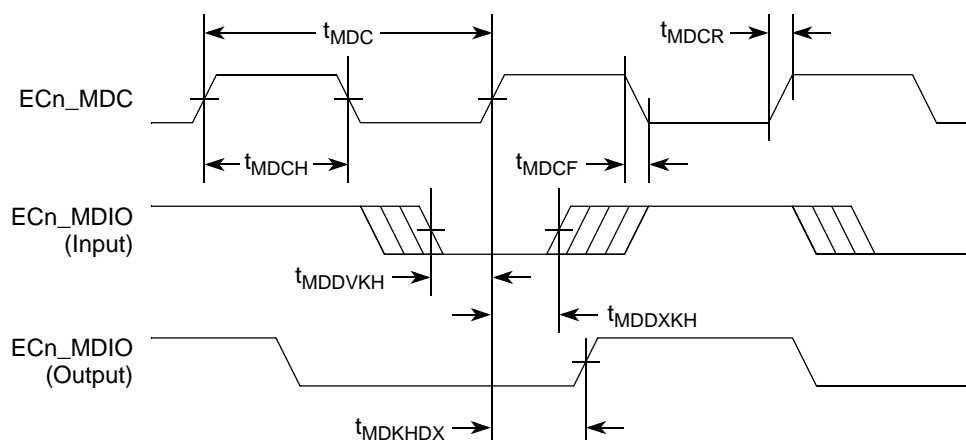 tMDC
tMDCR
ECn_MDC
tMDCH
tMDCF
ECn_MDIO
(Input)
tMDDVKH
tMDDXKH
ECn_MDIO
(Output)
tMDKHDX